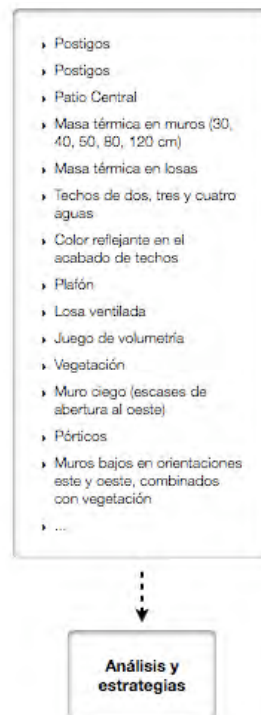 Postigos
Postigos
Patio Central
Masa térmica en muros (30,
40, 50, 80, 120 cm)
Masa térmica en losas
Techos de dos, tres y cuatro
aguas
Color reflejante en el
acabado de techos
Plafón
Losa ventilada
Juego de volumetría
Vegetación
Muro ciego (escases de
abertura al oeste)
Pórticos
Muros bajos en orientaciones
este y oeste, combinados
con vegetación
...
Análisis y
estrategias